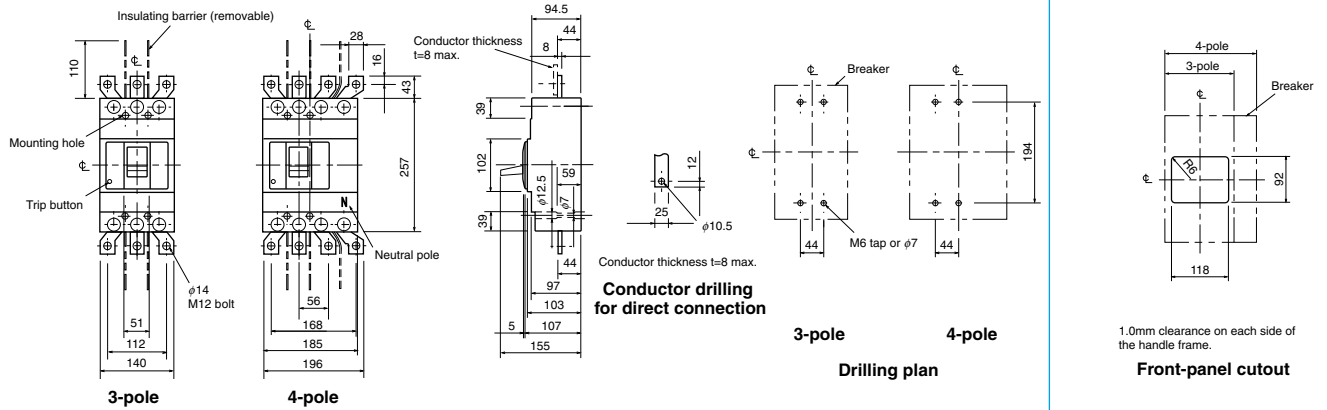 Insulating barrier (removable)
℄
110
Mounting hole
℄
Trip button
ϕ14
M12 bolt
51
112
140
3-pole
℄
28
16
43
257
N
Neutral pole
56
168
185
196
4-pole
94.5
44
8
Conductor thickness
t=8 max.
39
102
59
ϕ12.5
ϕ7
39
44
97
103
5
107
155
12
25
ϕ10.5
Conductor thickness t=8 max.
Conductor drilling
for direct connection
℄
Breaker
℄
℄
194
M6 tap or ϕ7
44
44
3-pole
4-pole
Drilling plan
4-pole
3-pole
℄
Breaker
R6
℄
92
118
1.0mm clearance on each side of
the handle frame.
Front-panel cutout